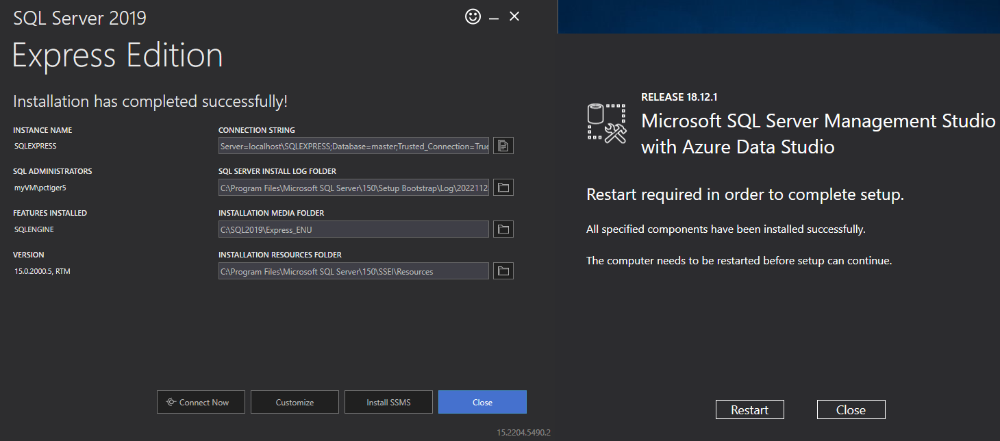 SQL Server 2019
Express Edition
Installation has completed successfully!
INSTANCE NAME
SQLEXPRESS
CONNECTION STRING
Server=localhost\SQLEXPRESS;Database=master;Trusted_Connection=True
SQL ADMINISTRATORS
myVM\pctiger5
SQL SERVER INSTALL LOG FOLDER
C:\Program Files\Microsoft SQL Server\150\Setup Bootstrap\Log\2022112
FEATURES INSTALLED
SQLENGINE
INSTALLATION MEDIA FOLDER
C:\SQL2019\Express_ENU
VERSION
15.0.2000.5, RTM
INSTALLATION RESOURCES FOLDER
C:\Program Files\Microsoft SQL Server\150\SSEI\Resources
Connect Now
Customize
Install SSMS
Close
15.2204.5490.2
RELEASE 18.12.1
Microsoft SQL Server Management Studio
with Azure Data Studio
Restart required in order to complete setup.
All specified components have been installed successfully.
The computer needs to be restarted before setup can continue.
Restart
Close